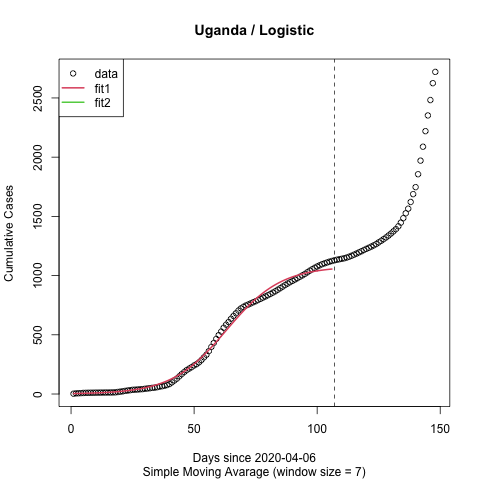 Uganda / Logistic
data
fit1
fit2
Cumulative Cases
2500
2000
1500
1000
500
0
0 50 100 150
Days since 2020-04-06
Simple Moving Avarage (window size = 7)